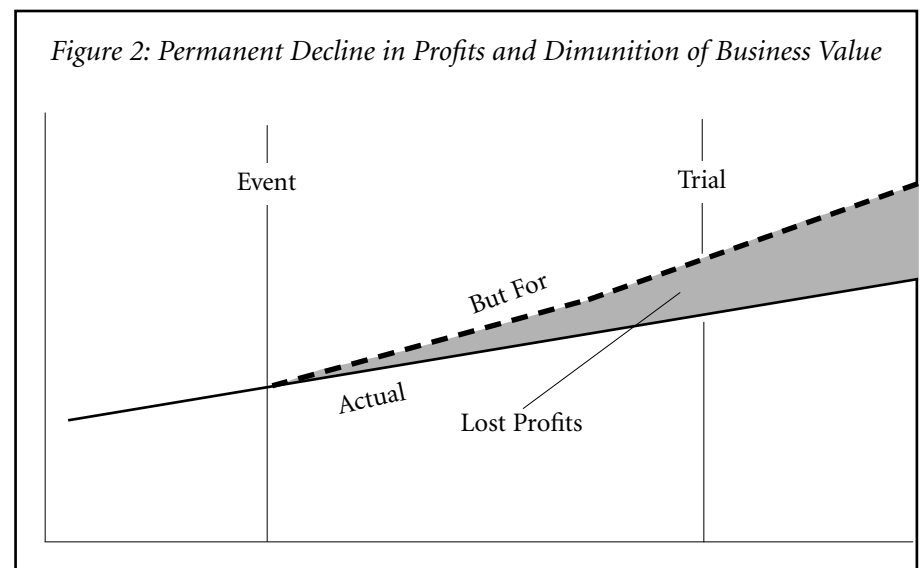 Figure 2: Permanent Decline in Profits and Dimunition of Business Value
Event
Trial
But For
Actual
Lost Profits